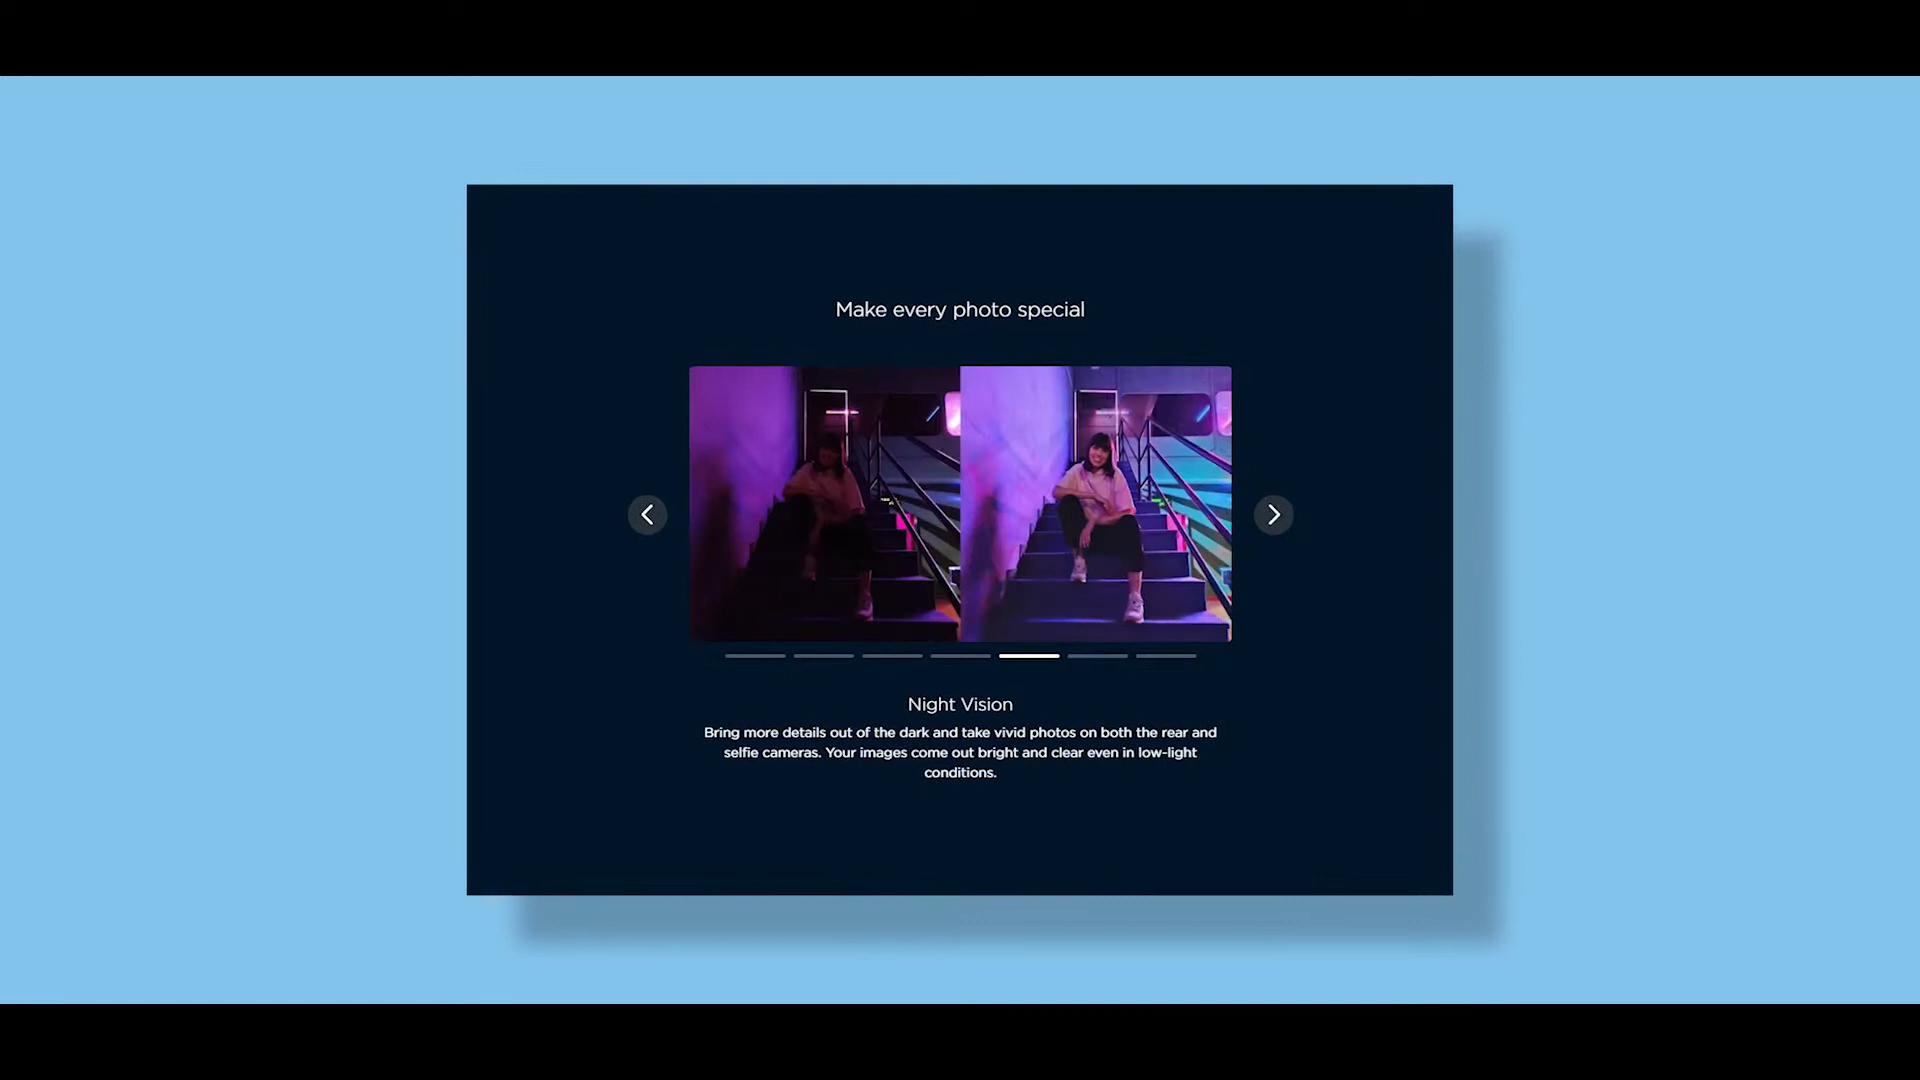 Make every photo special
Night Vision
Bring more details out of the dark and take vivid photos on both the rear and
selfie cameras. Your images come out bright and clear even in low-light
conditions.